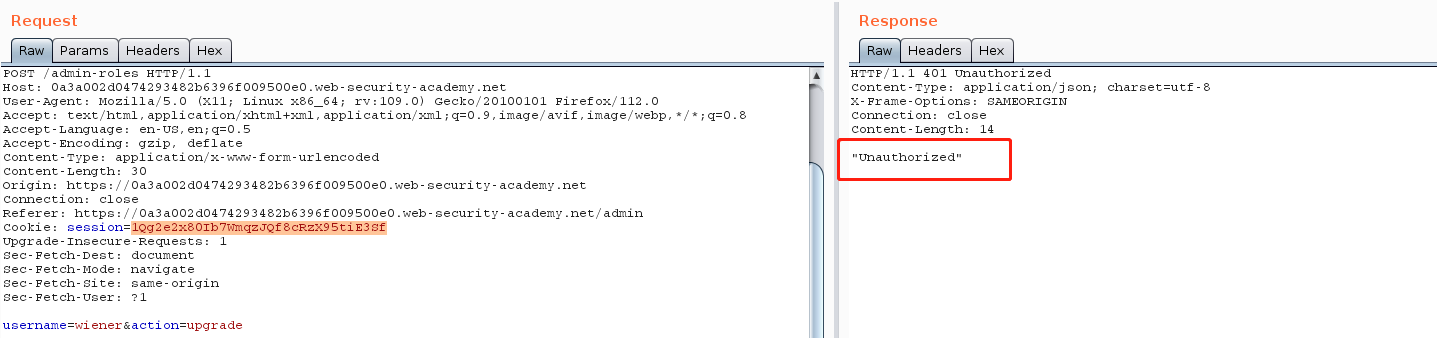 Request
Raw Params Headers Hex
POST /admin-roles HTTP/1.1
Host: 0a3a002d0474293482b6396f009500e0.web-security-academy.net
User-Agent: Mozilla/5.0 (X11; Linux x86_64; rv:109.0) Gecko/20100101 Firefox/112.0
Accept: text/html,application/xhtml+xml,application/xml;q=0.9,image/avif,image/webp,*/*;q=0.8
Accept-Language: en-US,en;q=0.5
Accept-Encoding: gzip, deflate
Content-Type: application/x-www-form-urlencoded
Content-Length: 30
Origin: https://0a3a002d0474293482b6396f009500e0.web-security-academy.net
Connection: close
Referer: https://0a3a002d0474293482b6396f009500e0.web-security-academy.net/admin
Cookie: session=lQg2e2x80Ib7WmqzJQf8cRzX95tiE3Sf
Upgrade-Insecure-Requests: 1
Sec-Fetch-Dest: document
Sec-Fetch-Mode: navigate
Sec-Fetch-Site: same-origin
Sec-Fetch-User: ?1
username=wiener&action=upgrade
Response
Raw Headers Hex
HTTP/1.1 401 Unauthorized
Content-Type: application/json; charset=utf-8
X-Frame-Options: SAMEORIGIN
Connection: close
Content-Length: 14
"Unauthorized"